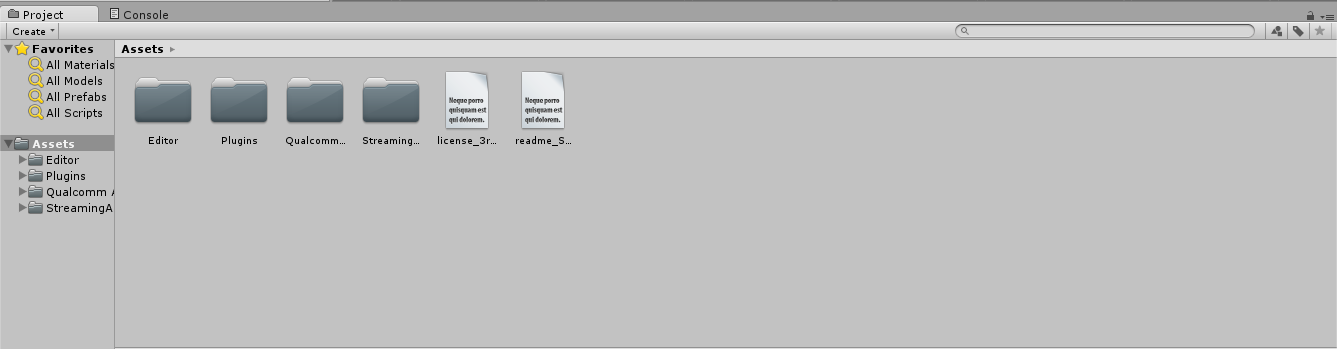 Project
Console
Create
Favorites
All Materials
All Models
All Prefabs
All Scripts
Assets
Editor
Plugins
Qualcomm A
StreamingA
Assets
Editor
Plugins
Qualcomm...
Streaming...
license_3r...
readme_S...
Neque porro
quisquam est
qui dolorem.
Neque porro
quisquam est
qui dolorem.